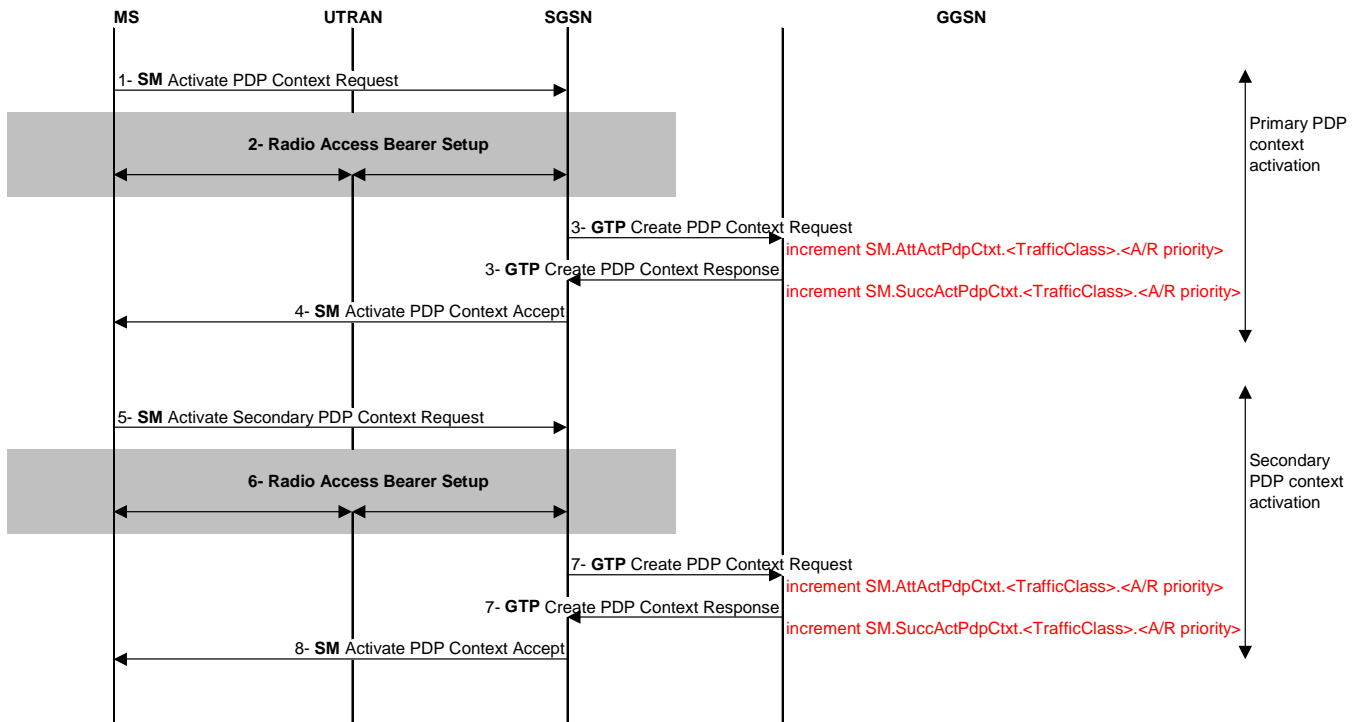 MS UTRAN SGSN GGSN
1- SM Activate PDP Context Request
Primary PDP
context
activation
2- Radio Access Bearer Setup
3- GTP Create PDP Context Request
increment SM.AttActPdpCtxt.<TrafficClass>.<A/R priority>
3- GTP Create PDP Context Response
increment SM.SuccActPdpCtxt.<TrafficClass>.<A/R priority>
4- SM Activate PDP Context Accept
5- SM Activate Secondary PDP Context Request
Secondary
PDP context
activation
6- Radio Access Bearer Setup
7- GTP Create PDP Context Request
increment SM.AttActPdpCtxt.<TrafficClass>.<A/R priority>
7- GTP Create PDP Context Response
increment SM.SuccActPdpCtxt.<TrafficClass>.<A/R priority>
8- SM Activate PDP Context Accept